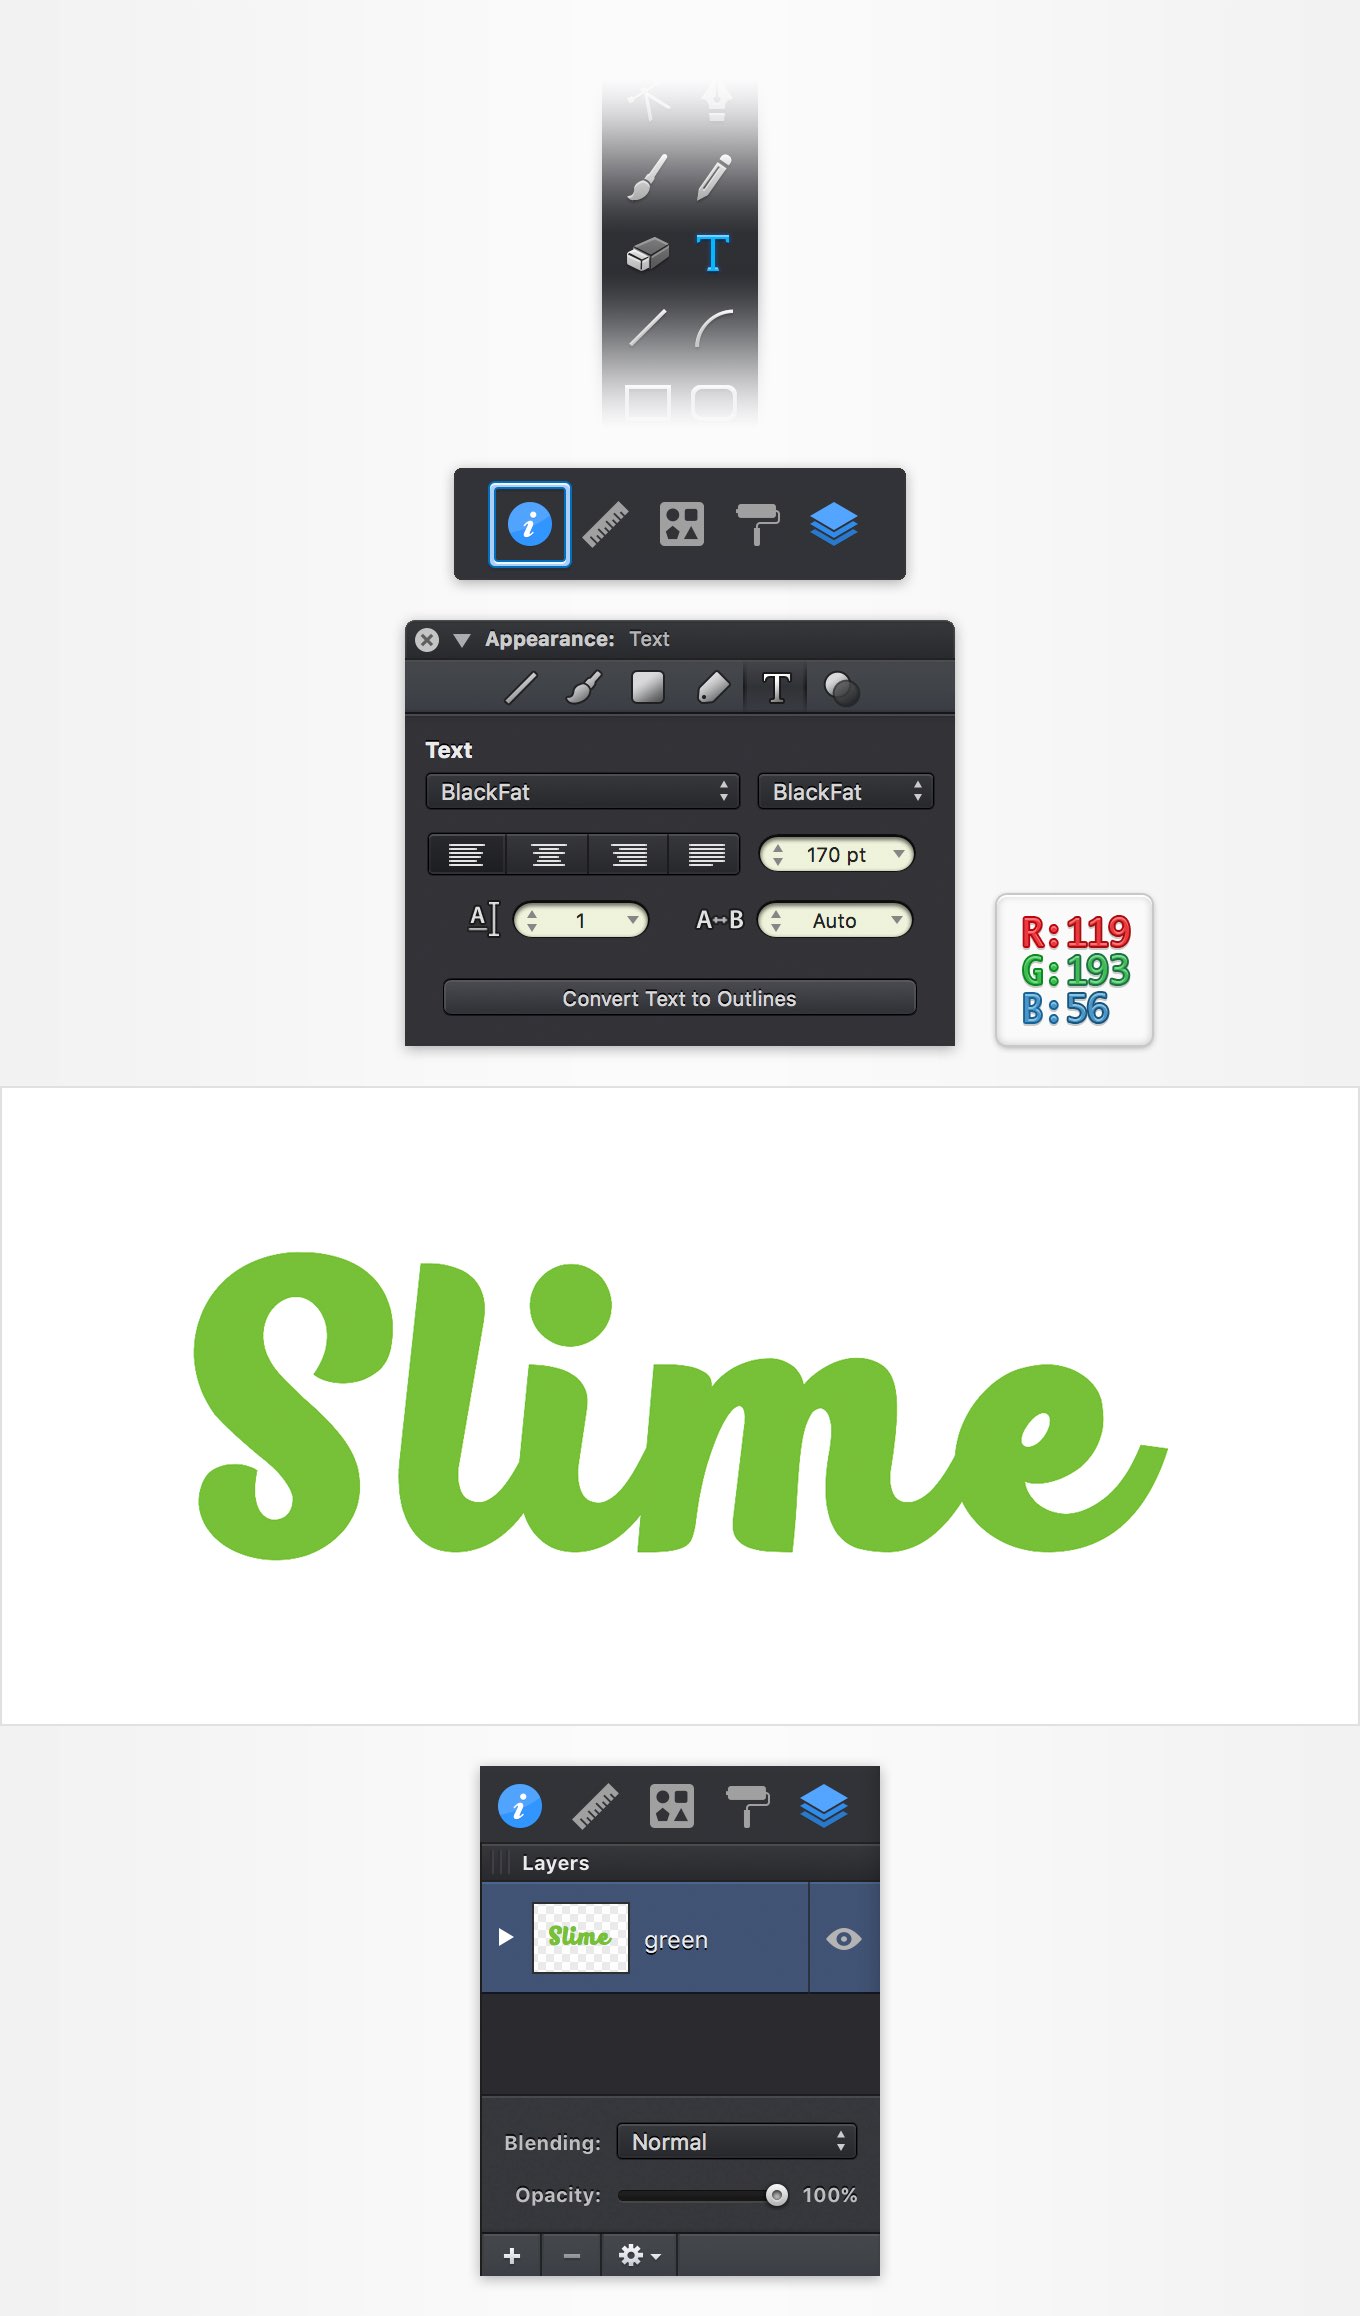 Appearance: Text
Text
BlackFat BlackFat
170 pt
A 1 A↔B Auto
Convert Text to Outlines
R:119
G:193
B:56
Slime
Layers
Slime green
Blending: Normal
Opacity: 100%